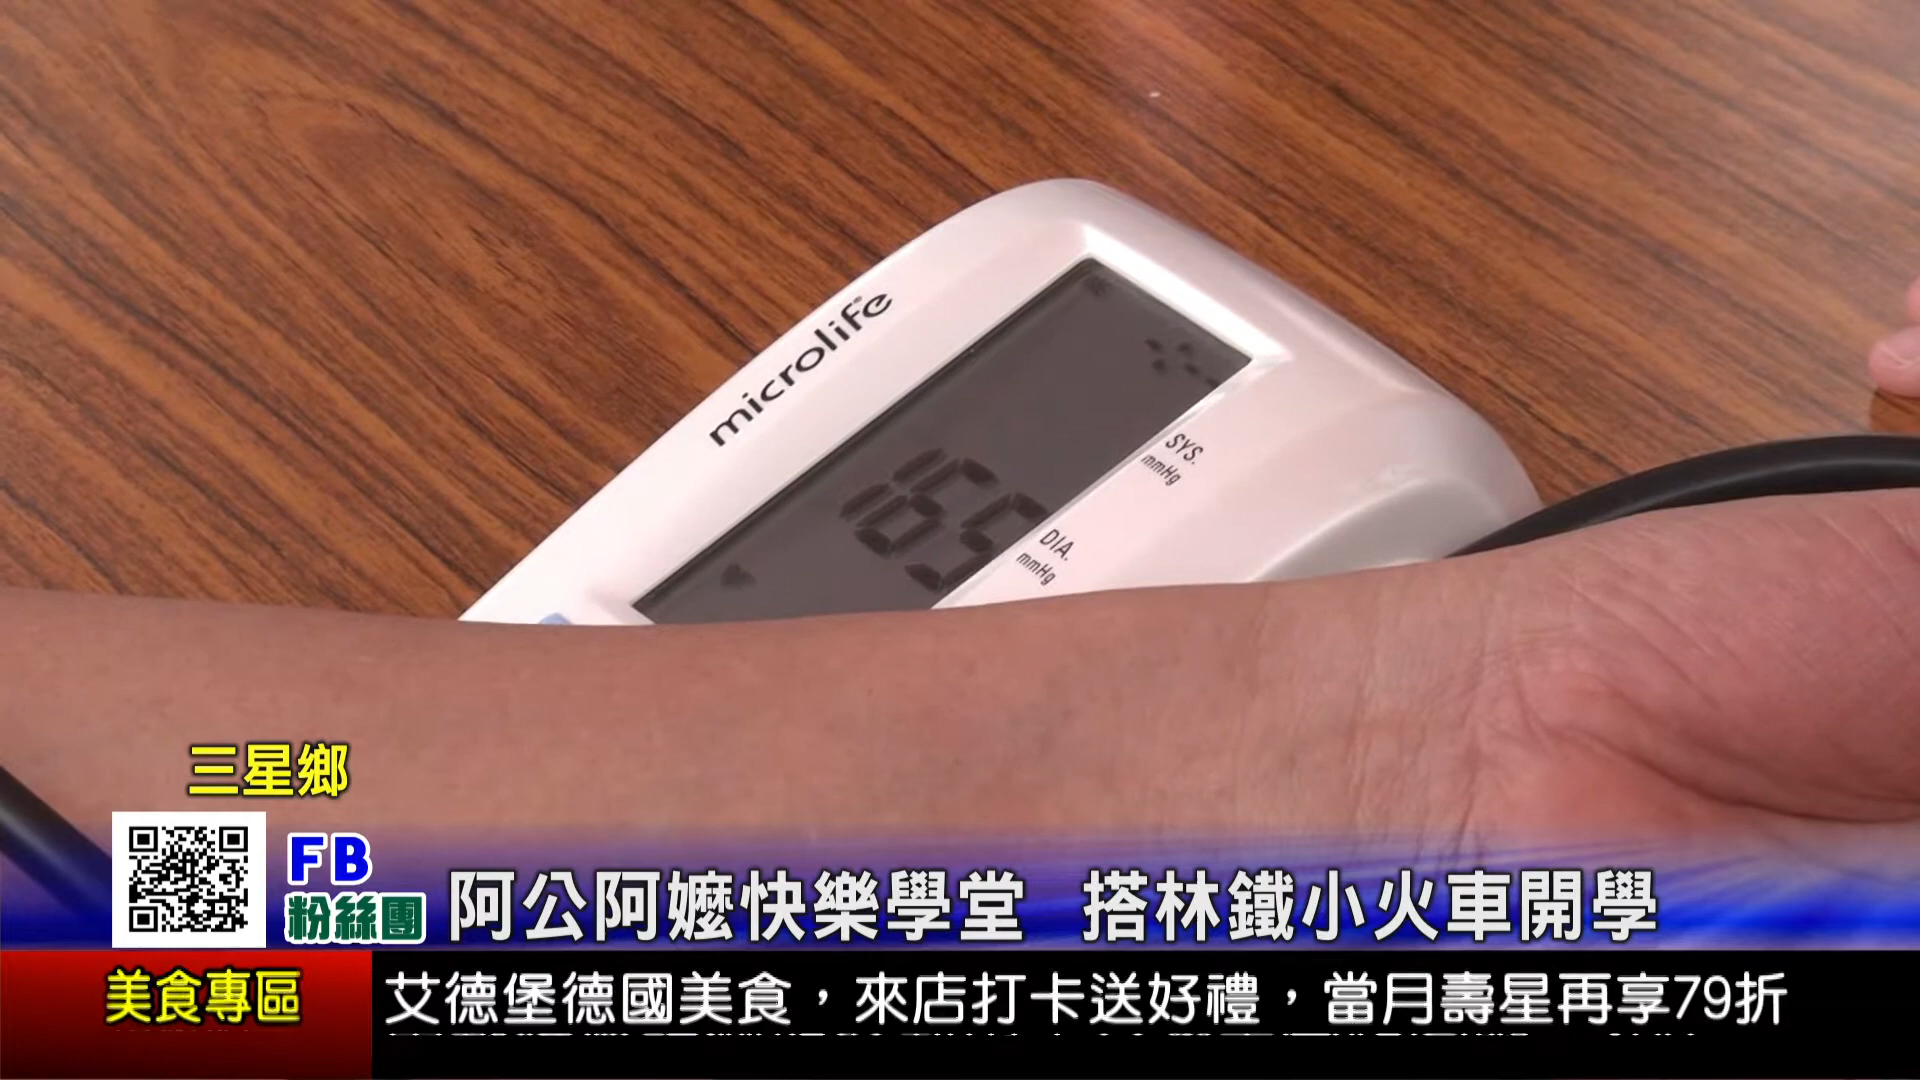 microlife
SYS.
mmHg
165
DIA.
mmHg
三星鄉
FB
粉絲團
阿公阿嬤快樂學堂 搭林鐵小火車開學
美食專區
艾德堡德國美食，來店打卡送好禮，當月壽星再享79折